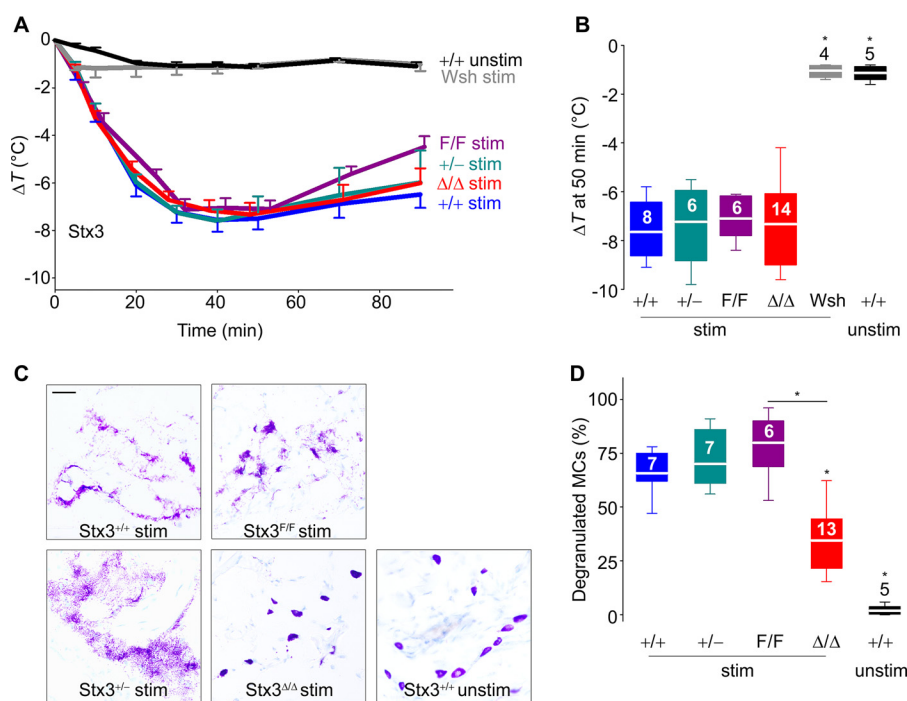 A
0
-2
-4
-6
-8
-10
ΔT (°C)
0 20 40 60 80
Time (min)
Stx3
+/+ unstim
Wsh stim
F/F stim
+/− stim
Δ/Δ stim
+/+ stim
B
0
-2
-4
-6
-8
-10
ΔT at 50 min (°C)
* *
4 5
8 6 6 14
+/+ +/− F/F Δ/Δ Wsh +/+
stim unstim
C
Stx3+/+ stim
Stx3F/F stim
Stx3+/− stim
Stx3Δ/Δ stim
Stx3+/+ unstim
D
100
75
50
25
0
Degranulated MCs (%)
*
7 7 6
*
13
*
5
+/+ +/− F/F Δ/Δ +/+
stim unstim